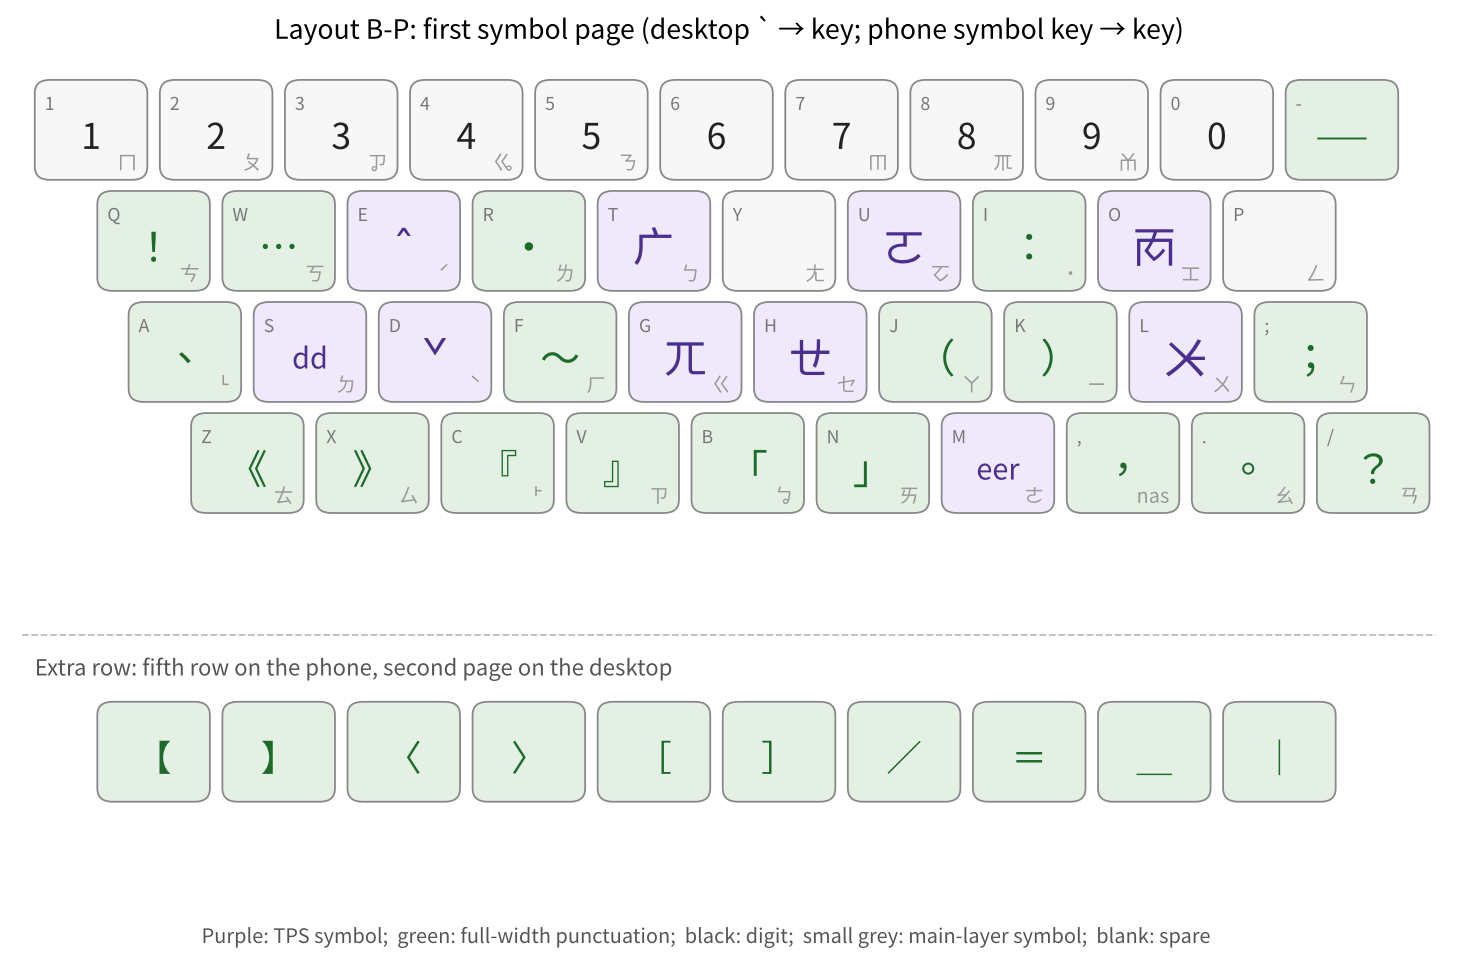 Layout B-P: first symbol page (desktop ` → key; phone symbol key → key)
1 1 ㄇ 2 2 ㄆ 3 3 ㆡ 4 4 ㆣ 5 5 ㄋ 6 6 7 7 ㆬ 8 8 ㆭ 9 9 ㆯ 0 0 - —
Q ! ㄘ W … ㄎ E ˆ ˊ R • ㄌ T ㄅ Y ㄤ U ㄛ I : ˙ O ㆱ ㆲ P ㄥ
A 、 S dd ㄉ D ˇ ˋ F ～ ㄏ G ㄍ H ㄝ ㆤ J （ ㄚ K ） ㄧ L ㄨ ; ； ㄣ
Z 《 ㄊ X 》 ㄙ C 『 V 』 ㄗ B 「 ㆠ N 」 ㄞ M eer ㄜ , ， nas . 。 ㄠ / ？ ㄢ
Extra row: fifth row on the phone, second page on the desktop
【 】 〈 〉 [ ] ／ ＝ ＿ ｜
Purple: TPS symbol; green: full-width punctuation; black: digit; small grey: main-layer symbol; blank: spare